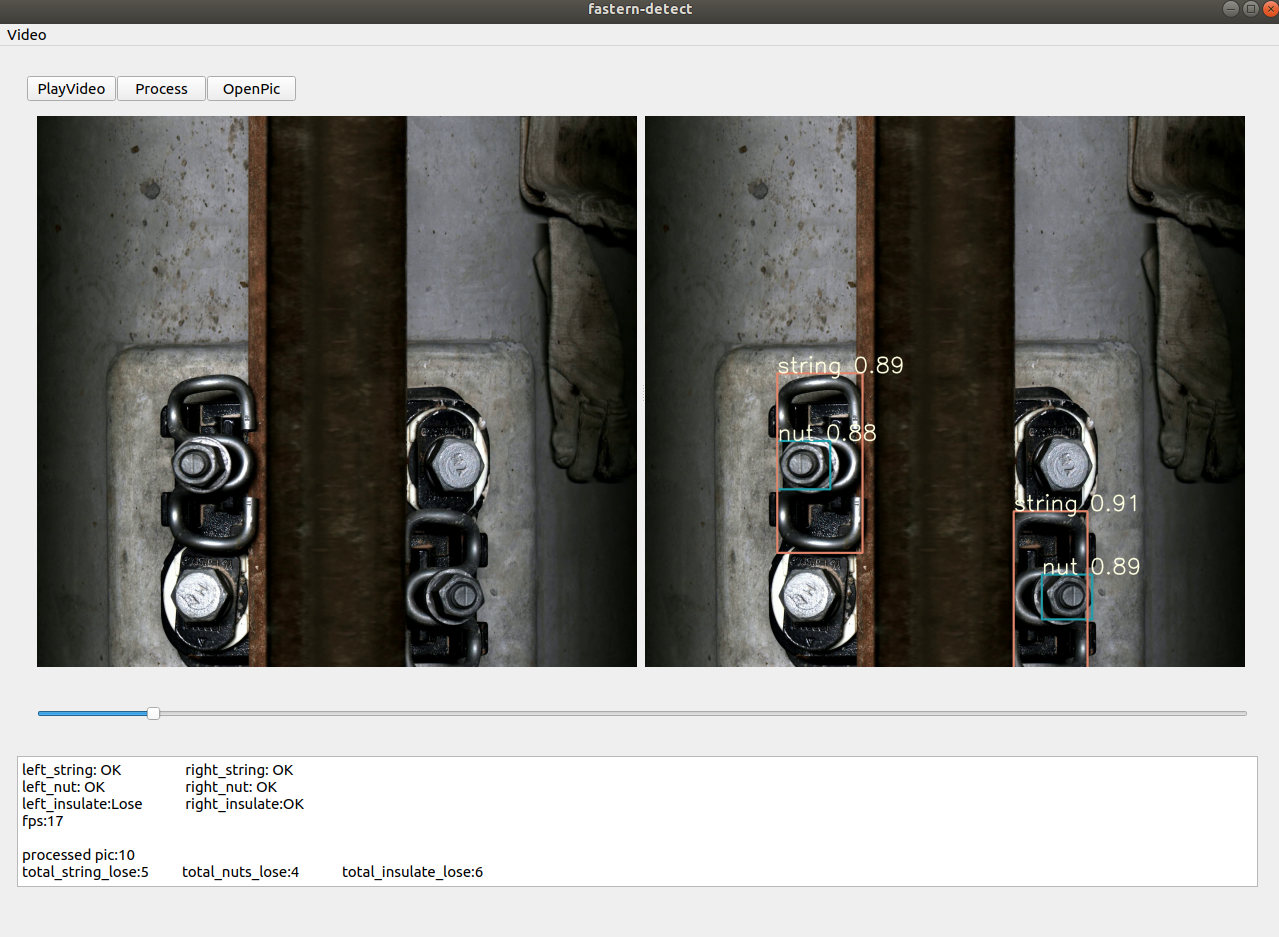 fastern-detect
Video
PlayVideo Process OpenPic
string 0.89
nut 0.88
string 0.91
nut 0.89
left_string: OK right_string: OK
left_nut: OK right_nut: OK
left_insulate:Lose right_insulate:OK
fps:17
processed pic:10
total_string_lose:5 total_nuts_lose:4 total_insulate_lose:6